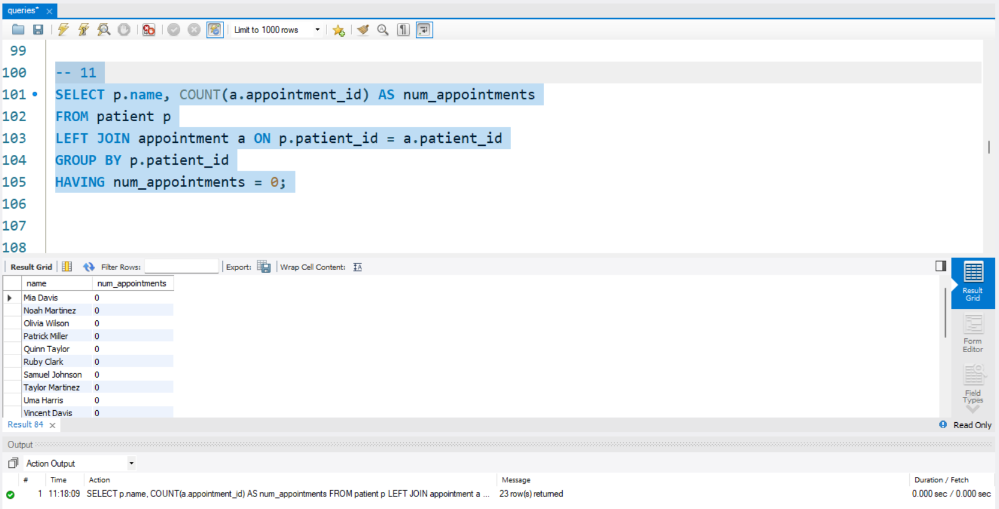 queries*
Limit to 1000 rows
99
100 -- 11
101 SELECT p.name, COUNT(a.appointment_id) AS num_appointments
102 FROM patient p
103 LEFT JOIN appointment a ON p.patient_id = a.patient_id
104 GROUP BY p.patient_id
105 HAVING num_appointments = 0;
106
107
108
Result Grid Filter Rows: Export: Wrap Cell Content:
name num_appointments
Mia Davis 0
Noah Martinez 0
Olivia Wilson 0
Patrick Miller 0
Quinn Taylor 0
Ruby Clark 0
Samuel Johnson 0
Taylor Martinez 0
Uma Harris 0
Vincent Davis 0
Result
Grid
Form
Editor
Field
Types
Result 84 Read Only
Output
Action Output
# Time Action Message Duration / Fetch
1 11:18:09 SELECT p.name, COUNT(a.appointment_id) AS num_appointments FROM patient p LEFT JOIN appointment a ... 23 row(s) returned 0.000 sec / 0.000 sec